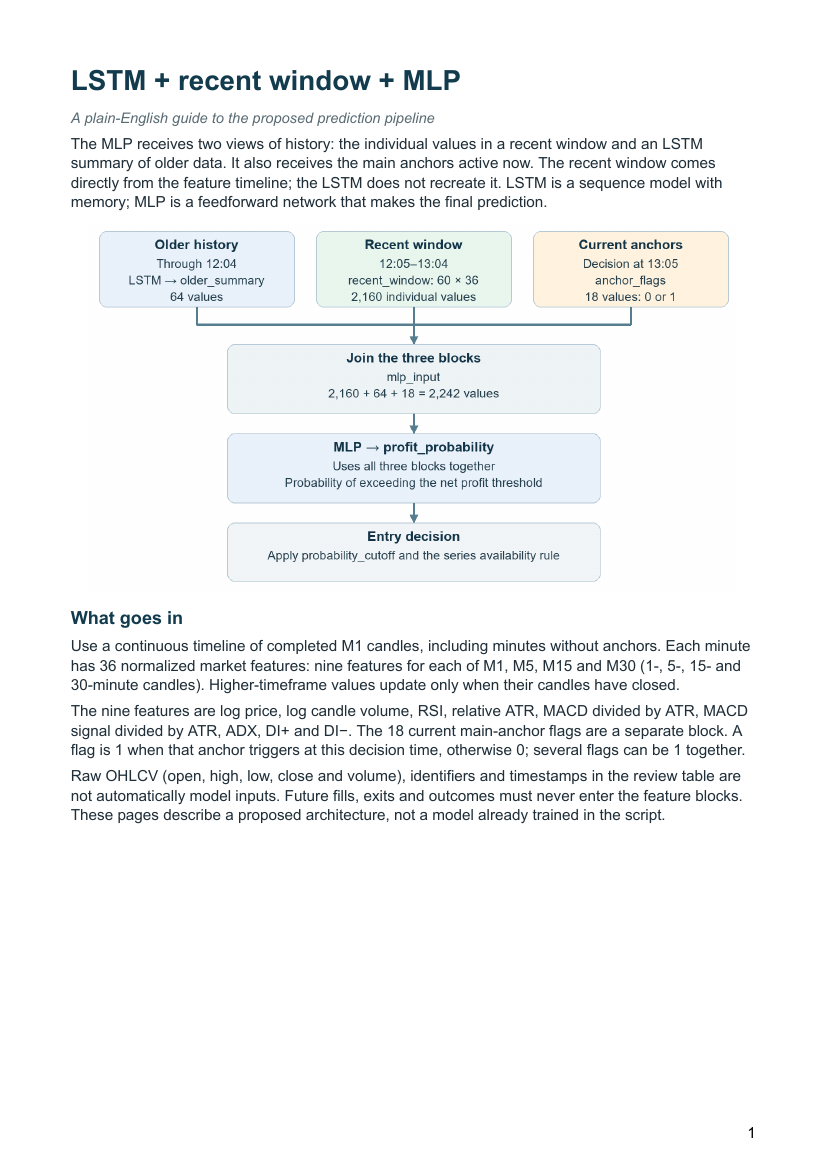 LSTM + recent window + MLP
A plain-English guide to the proposed prediction pipeline
The MLP receives two views of history: the individual values in a recent window and an LSTM
summary of older data. It also receives the main anchors active now. The recent window comes
directly from the feature timeline; the LSTM does not recreate it. LSTM is a sequence model with
memory; MLP is a feedforward network that makes the final prediction.
Older history
Through 12:04
LSTM → older_summary
64 values
Recent window
12:05–13:04
recent_window: 60 × 36
2,160 individual values
Current anchors
Decision at 13:05
anchor_flags
18 values: 0 or 1
Join the three blocks
mlp_input
2,160 + 64 + 18 = 2,242 values
MLP → profit_probability
Uses all three blocks together
Probability of exceeding the net profit threshold
Entry decision
Apply probability_cutoff and the series availability rule
What goes in
Use a continuous timeline of completed M1 candles, including minutes without anchors. Each minute
has 36 normalized market features: nine features for each of M1, M5, M15 and M30 (1-, 5-, 15- and
30-minute candles). Higher-timeframe values update only when their candles have closed.
The nine features are log price, log candle volume, RSI, relative ATR, MACD divided by ATR, MACD
signal divided by ATR, ADX, DI+ and DI−. The 18 current main-anchor flags are a separate block. A
flag is 1 when that anchor triggers at this decision time, otherwise 0; several flags can be 1 together.
Raw OHLCV (open, high, low, close and volume), identifiers and timestamps in the review table are
not automatically model inputs. Future fills, exits and outcomes must never enter the feature blocks.
These pages describe a proposed architecture, not a model already trained in the script.
1